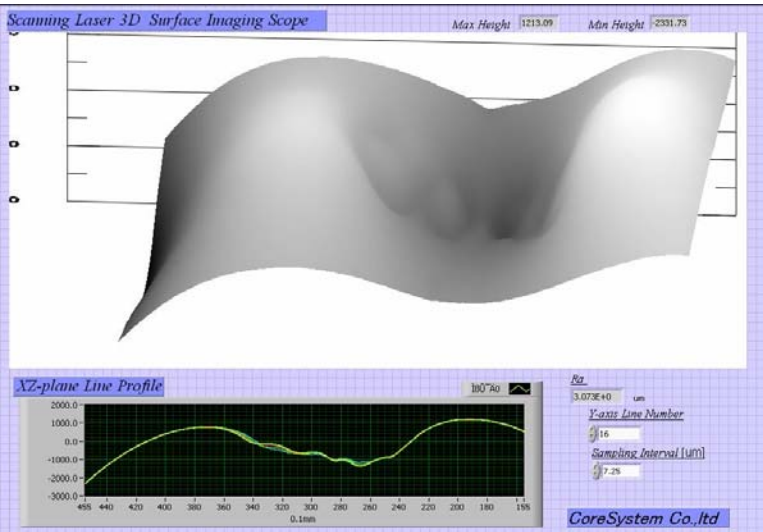 Scanning Laser 3D Surface Imaging Scope
Max Height 1213.09 Min Height -2331.73
XZ-plane Line Profile
2000.0
1000.0
0.0
-1000.0
-2000.0
-3000.0
455 440 420 400 380 360 340 320 300 280 260 240 220 200 180 155
0.1mm
Ra
3.073E+0 um
Y-axis Line Number
16
Sampling Interval [um]
7.25
CoreSystem Co.,ltd